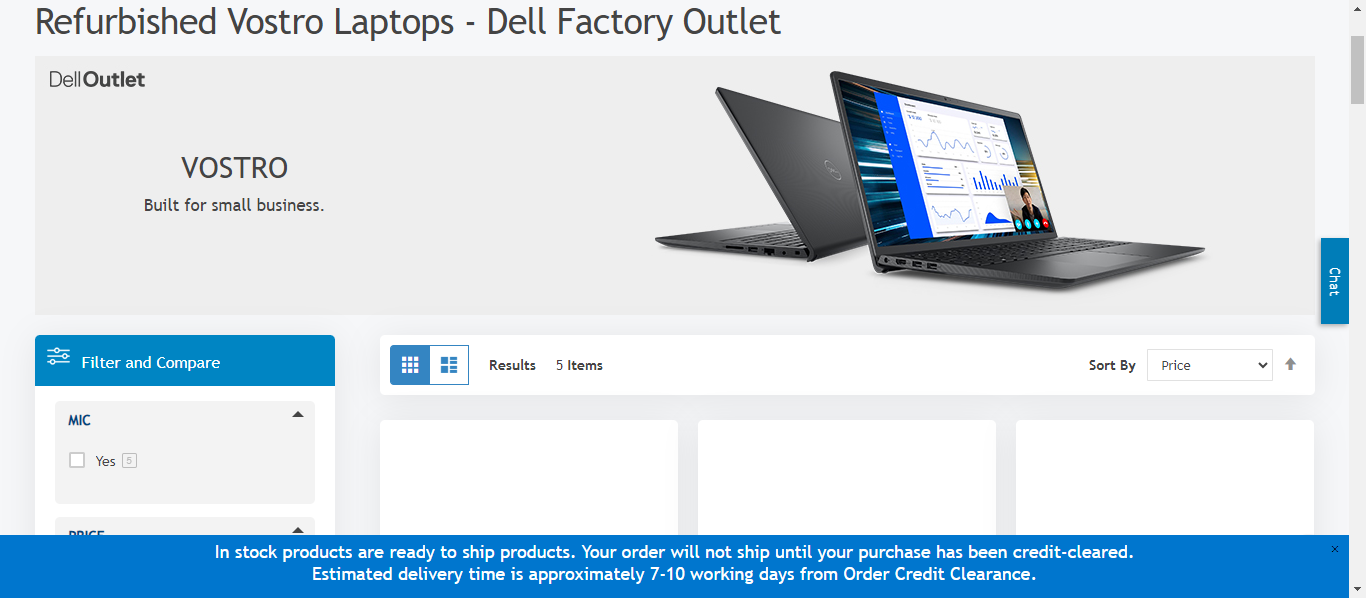 Refurbished Vostro Laptops - Dell Factory Outlet
DellOutlet
VOSTRO
Built for small business.
Chat
Filter and Compare
Results 5 Items
Sort By Price
MIC
Yes 5
PRICE
In stock products are ready to ship products. Your order will not ship until your purchase has been credit-cleared.
Estimated delivery time is approximately 7-10 working days from Order Credit Clearance.